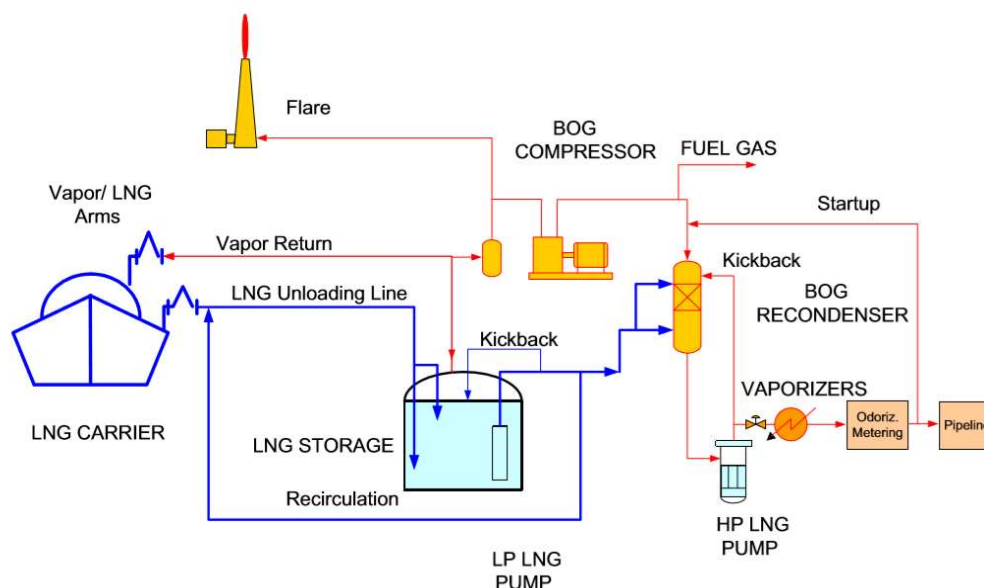 Flare
BOG
COMPRESSOR
FUEL GAS
Vapor/ LNG
Arms
Startup
Vapor Return
Kickback
LNG Unloading Line
BOG
RECONDENSER
Kickback
VAPORIZERS
LNG CARRIER
LNG STORAGE
Odoriz.
Metering
Pipeline
Recirculation
HP LNG
PUMP
LP LNG
PUMP